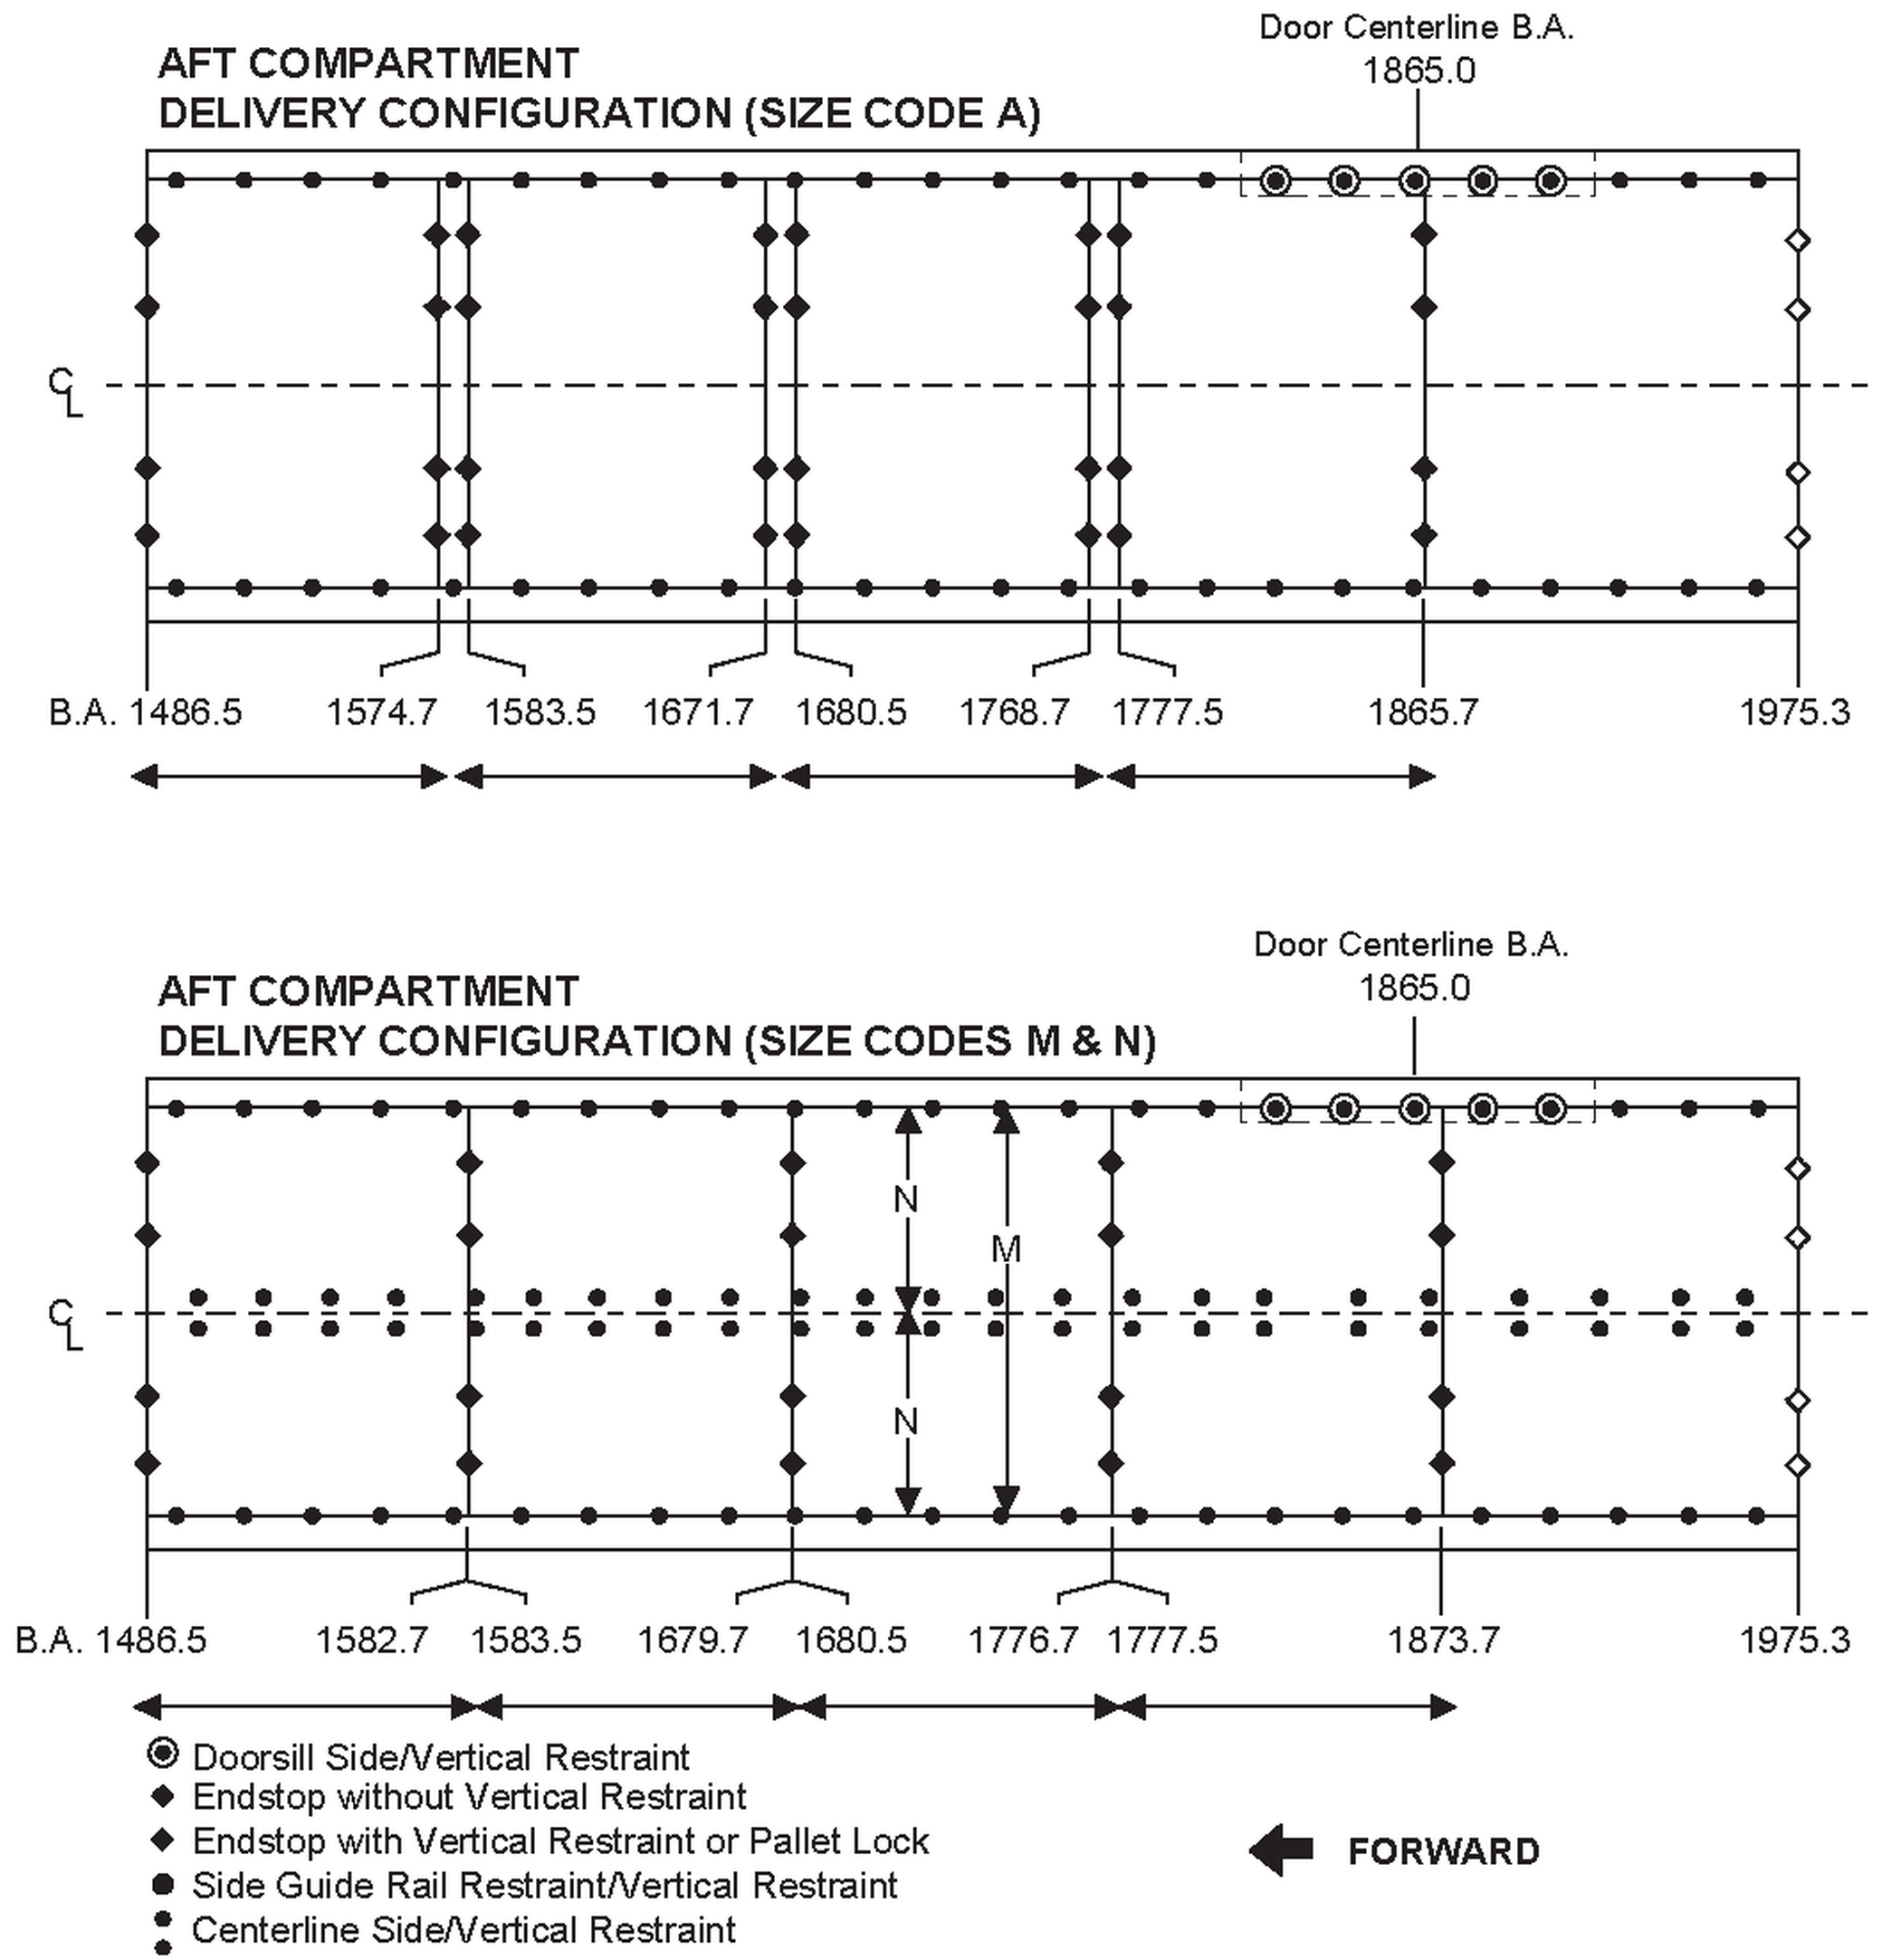 Door Centerline B.A.
1865.0
AFT COMPARTMENT
DELIVERY CONFIGURATION (SIZE CODE A)
CL
B.A. 1486.5 1574.7 1583.5 1671.7 1680.5 1768.7 1777.5 1865.7 1975.3
Door Centerline B.A.
1865.0
AFT COMPARTMENT
DELIVERY CONFIGURATION (SIZE CODES M & N)
N
M
CL
N
B.A. 1486.5 1582.7 1583.5 1679.7 1680.5 1776.7 1777.5 1873.7 1975.3
Doorsill Side/Vertical Restraint
Endstop without Vertical Restraint
Endstop with Vertical Restraint or Pallet Lock
Side Guide Rail Restraint/Vertical Restraint
Centerline Side/Vertical Restraint
FORWARD